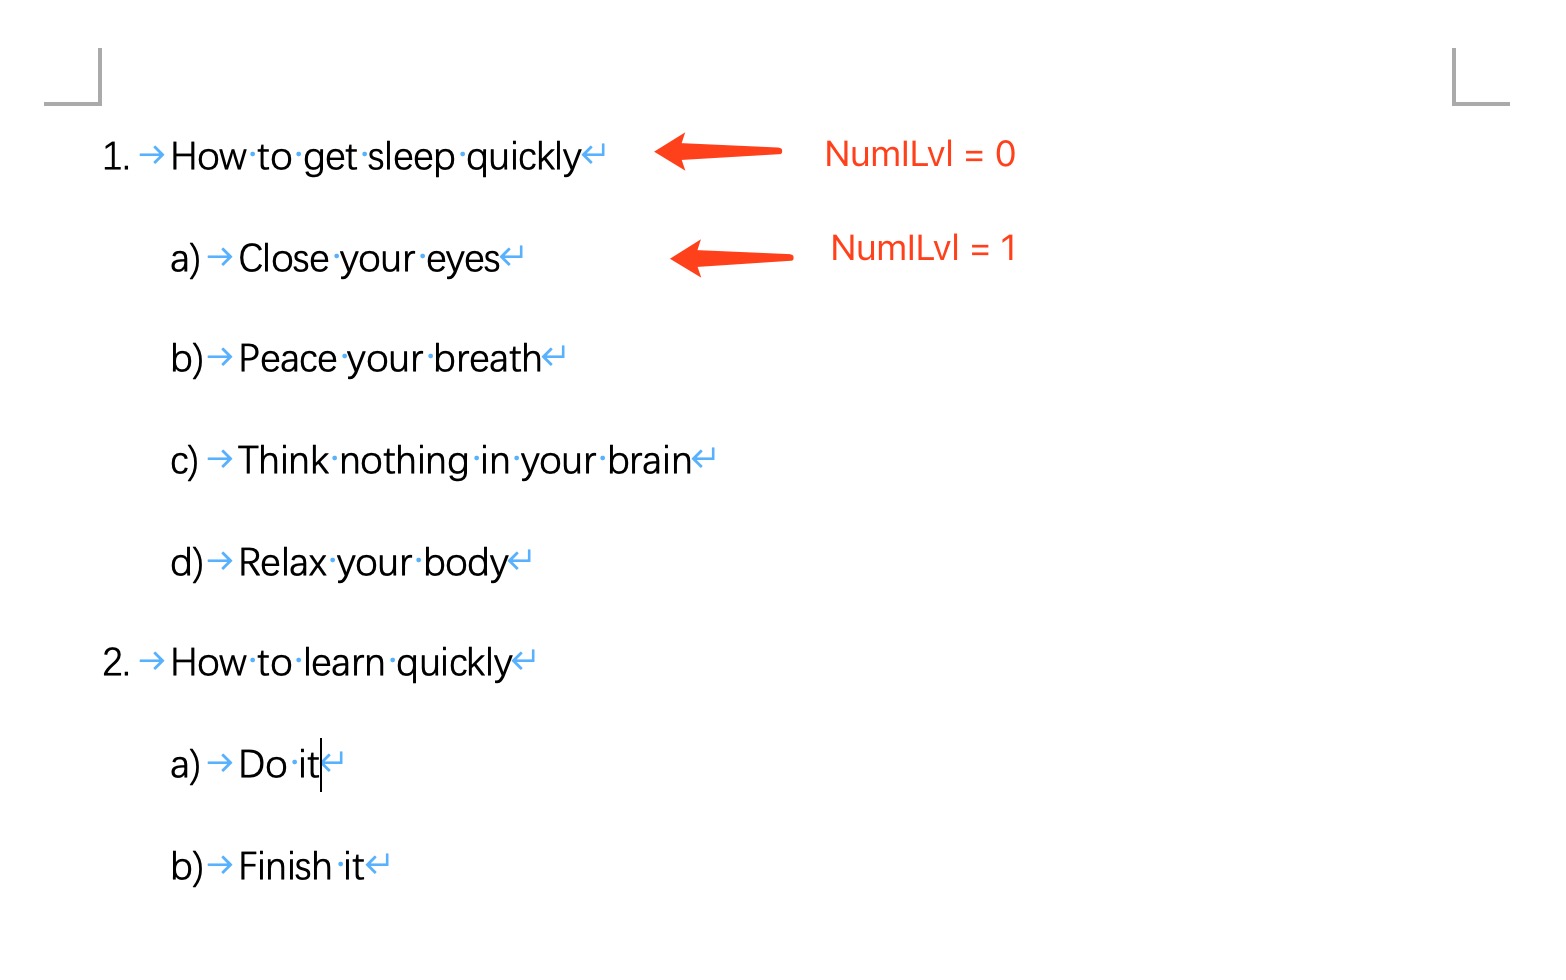 1. How to get sleep quickly NumILvl = 0
a) Close your eyes NumILvl = 1
b) Peace your breath
c) Think nothing in your brain
d) Relax your body
2. How to learn quickly
a) Do it
b) Finish it